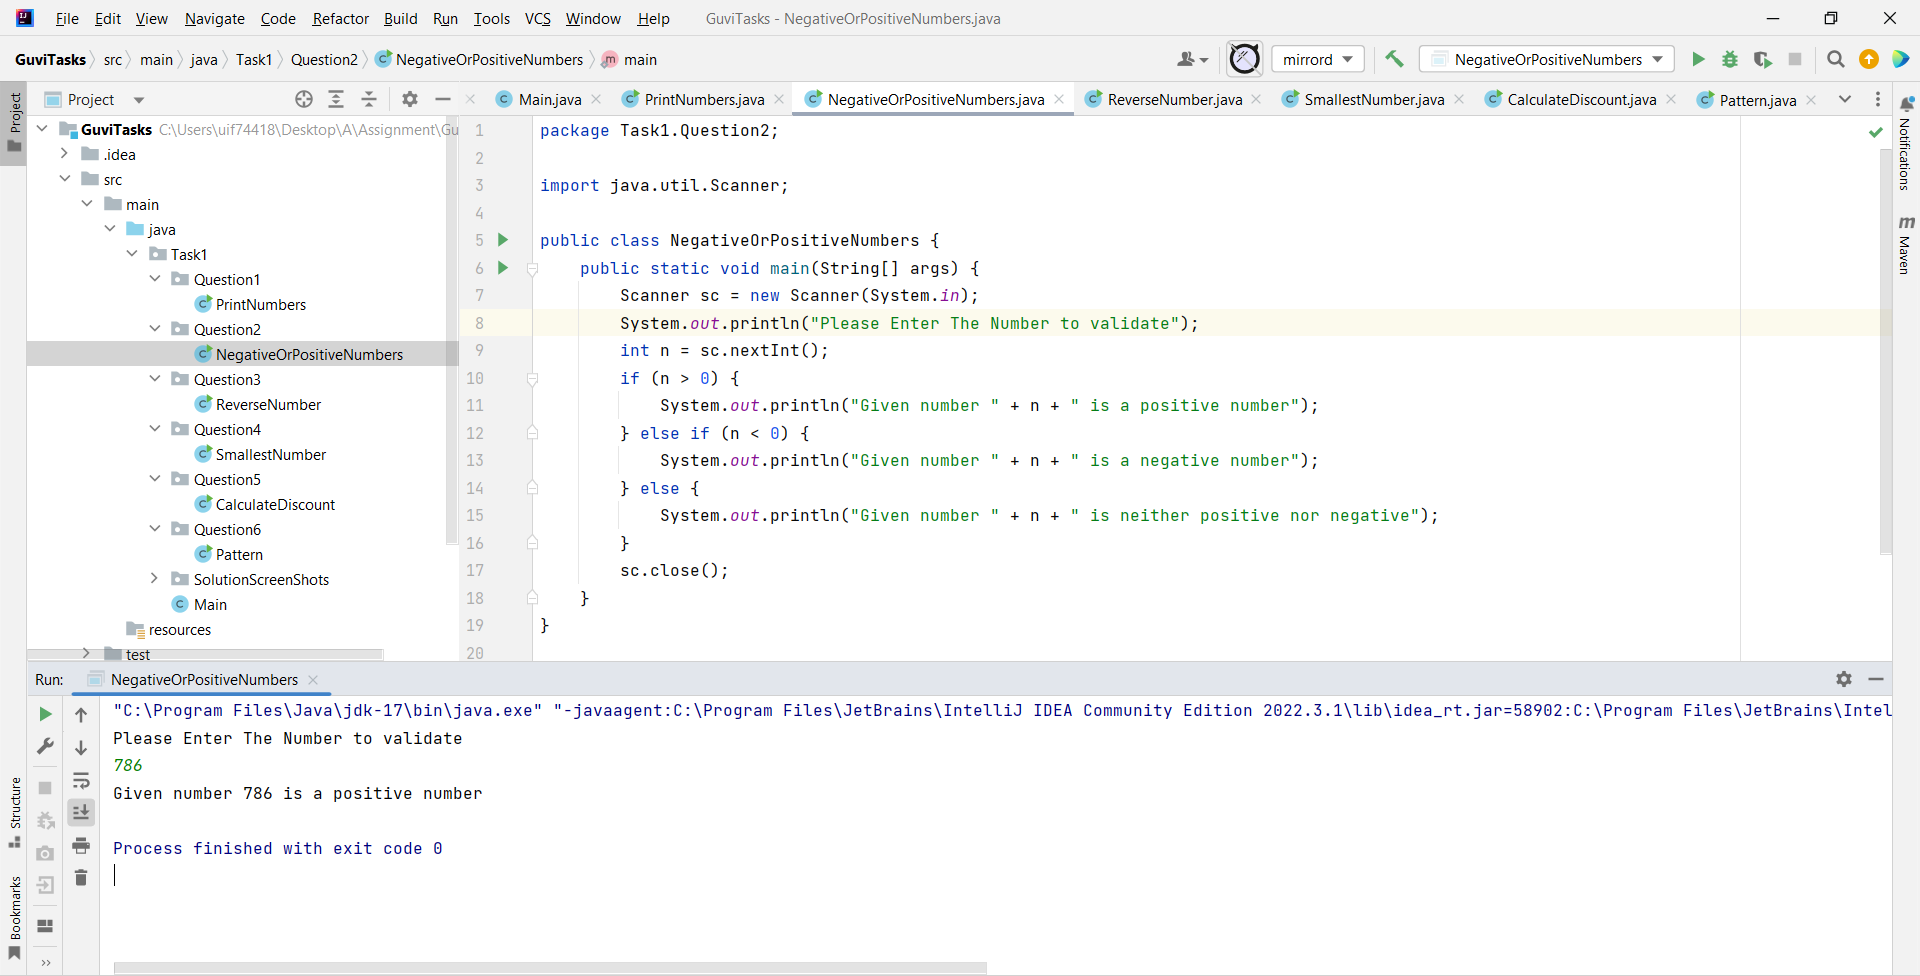 File Edit View Navigate Code Refactor Build Run Tools VCS Window Help GuviTasks - NegativeOrPositiveNumbers.java
GuviTasks src main java Task1 Question2 NegativeOrPositiveNumbers main mirrord NegativeOrPositiveNumbers
Project
Project
Main.java PrintNumbers.java NegativeOrPositiveNumbers.java ReverseNumber.java SmallestNumber.java CalculateDiscount.java Pattern.java
GuviTasks C:\Users\uif74418\Desktop\A\Assignment\Gu
.idea
src
main
java
Task1
Question1
PrintNumbers
Question2
NegativeOrPositiveNumbers
Question3
ReverseNumber
Question4
SmallestNumber
Question5
CalculateDiscount
Question6
Pattern
SolutionScreenShots
Main
resources
test
1 package Task1.Question2;
2
3 import java.util.Scanner;
4
5 public class NegativeOrPositiveNumbers {
6 public static void main(String[] args) {
7 Scanner sc = new Scanner(System.in);
8 System.out.println("Please Enter The Number to validate");
9 int n = sc.nextInt();
10 if (n > 0) {
11 System.out.println("Given number " + n + " is a positive number");
12 } else if (n < 0) {
13 System.out.println("Given number " + n + " is a negative number");
14 } else {
15 System.out.println("Given number " + n + " is neither positive nor negative");
16 }
17 sc.close();
18 }
19 }
20
Notifications
m Maven
Run: NegativeOrPositiveNumbers
"C:\Program Files\Java\jdk-17\bin\java.exe" "-javaagent:C:\Program Files\JetBrains\IntelliJ IDEA Community Edition 2022.3.1\lib\idea_rt.jar=58902:C:\Program Files\JetBrains\Intel
Please Enter The Number to validate
786
Given number 786 is a positive number
Process finished with exit code 0
Structure
Bookmarks